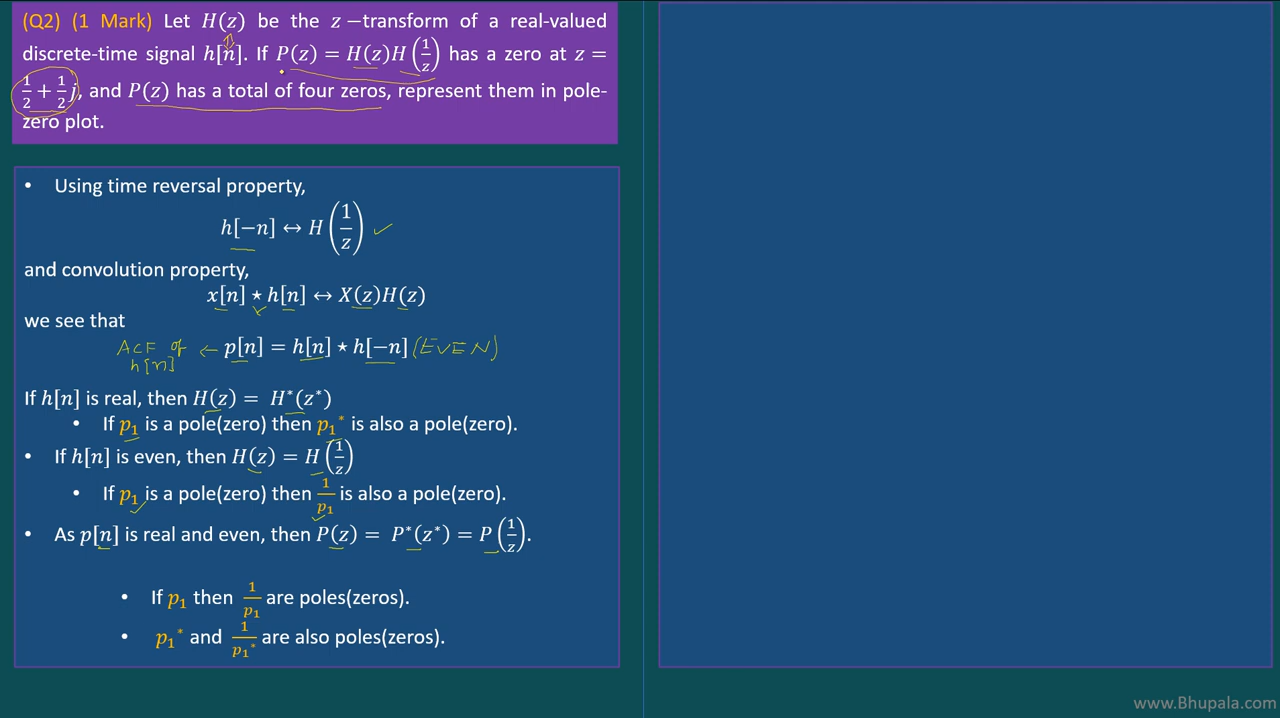 (Q2) (1 Mark) Let H(z) be the z −transform of a real-valued
discrete-time signal h[n]. If P(z) = H(z)H(1/z) has a zero at z =
1/2 + 1/2 j, and P(z) has a total of four zeros, represent them in pole-
zero plot.
• Using time reversal property,
h[−n] ↔ H(1/z) ✓
and convolution property,
x[n] ⋆ h[n] ↔ X(z)H(z)
we see that
ACF of h[n] ← p[n] = h[n] ⋆ h[−n] (EVEN)
If h[n] is real, then H(z) = H*(z*)
• If p₁ is a pole(zero) then p₁* is also a pole(zero).
• If h[n] is even, then H(z) = H(1/z)
• If p₁ is a pole(zero) then 1/p₁ is also a pole(zero).
• As p[n] is real and even, then P(z) = P*(z*) = P(1/z).
• If p₁ then 1/p₁ are poles(zeros).
• p₁* and 1/p₁* are also poles(zeros).
www.Bhupala.com